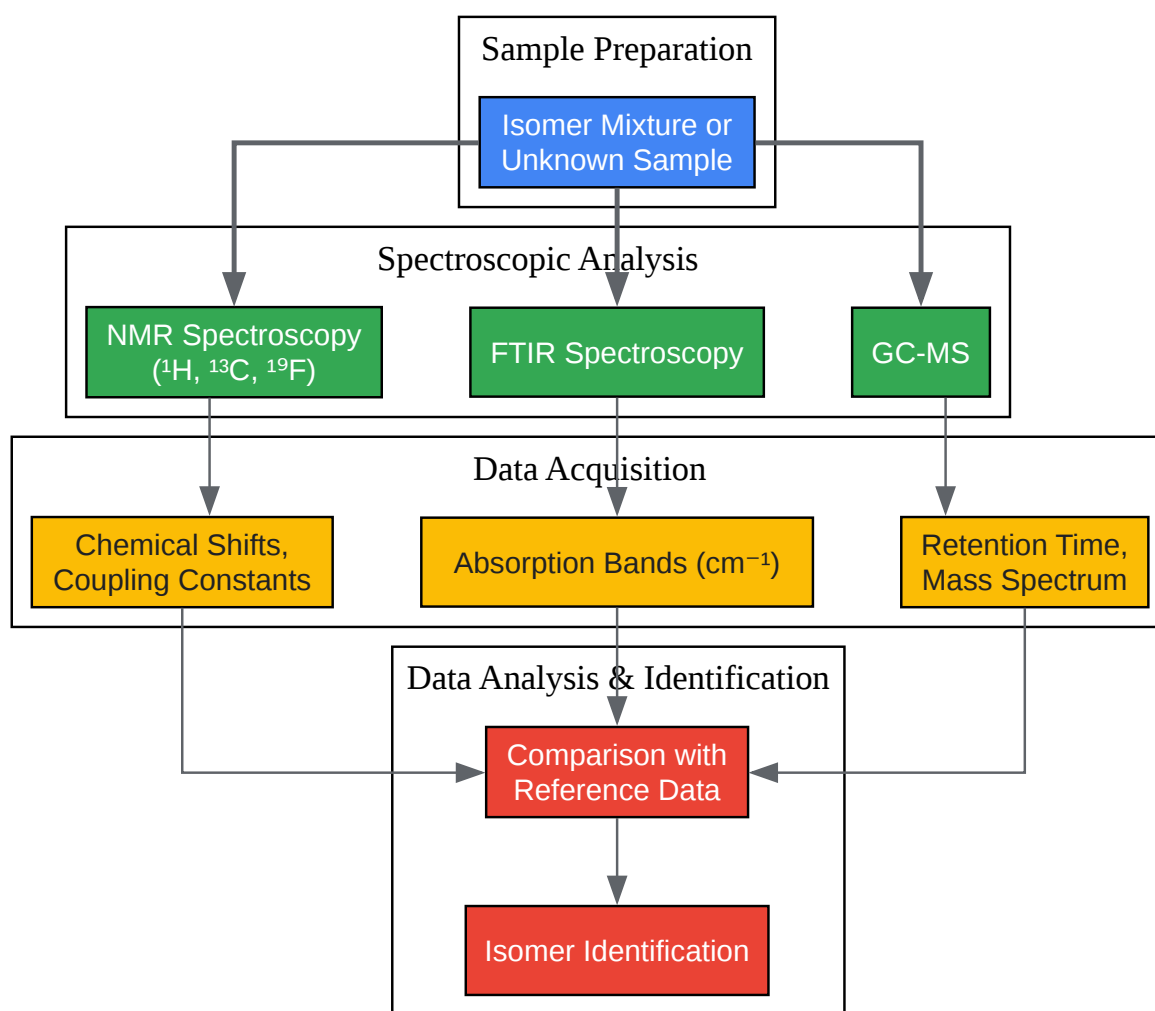 Sample Preparation
Isomer Mixture or
Unknown Sample
Spectroscopic Analysis
NMR Spectroscopy
(¹H, ¹³C, ¹⁹F)
FTIR Spectroscopy
GC-MS
Data Acquisition
Chemical Shifts,
Coupling Constants
Absorption Bands (cm⁻¹)
Retention Time,
Mass Spectrum
Data Analysis & Identification
Comparison with
Reference Data
Isomer Identification